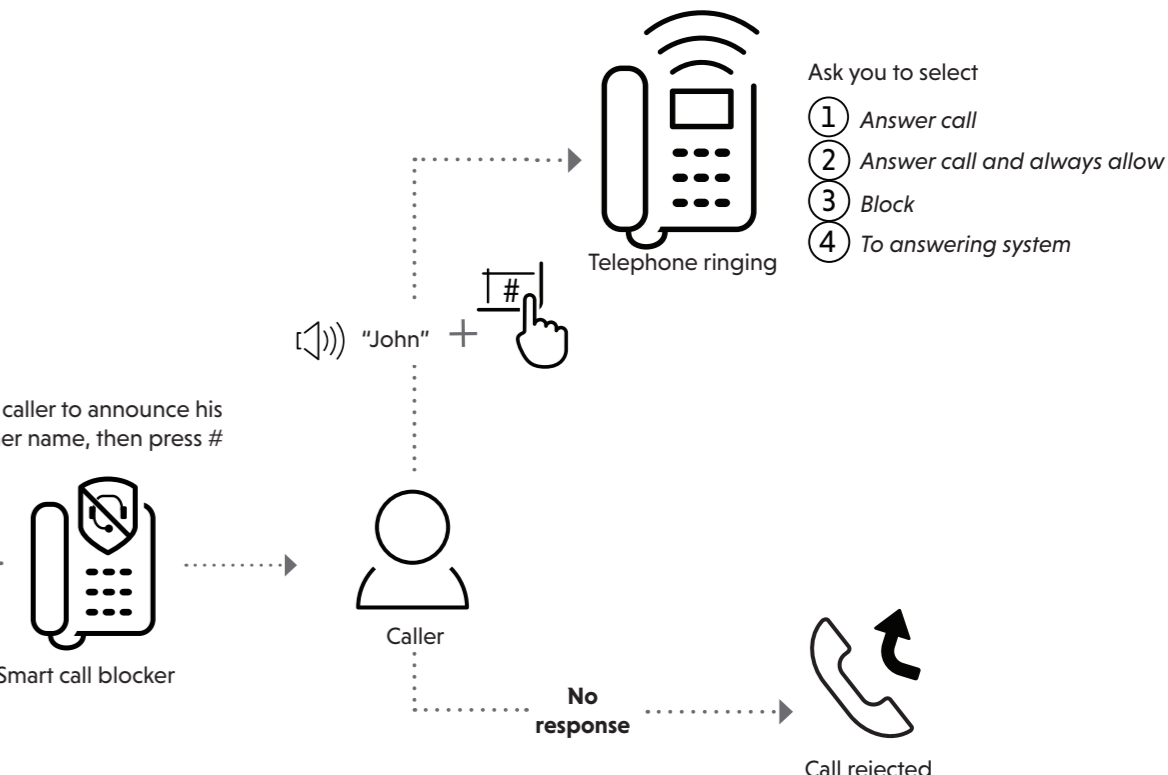 Ask you to select
1 Answer call
2 Answer call and always allow
3 Block
4 To answering system
Telephone ringing
#
“John” +
caller to announce his
name, then press #
Smart call blocker
Caller
No
response
Call rejected